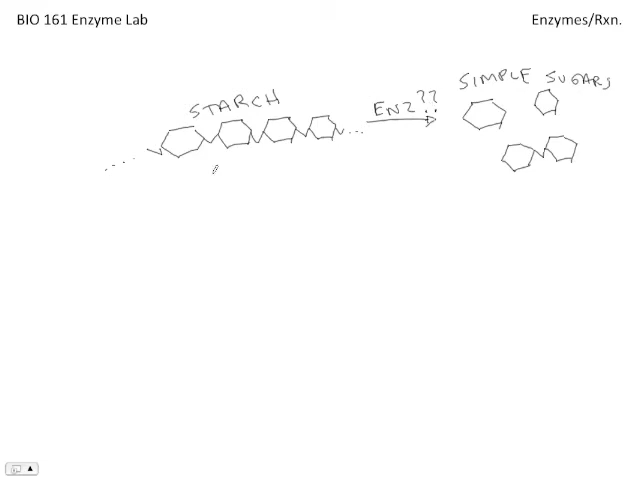 BIO 161 Enzyme Lab
Enzymes/Rxn.
SIMPLE SUGARS
STARCH
ENZ??